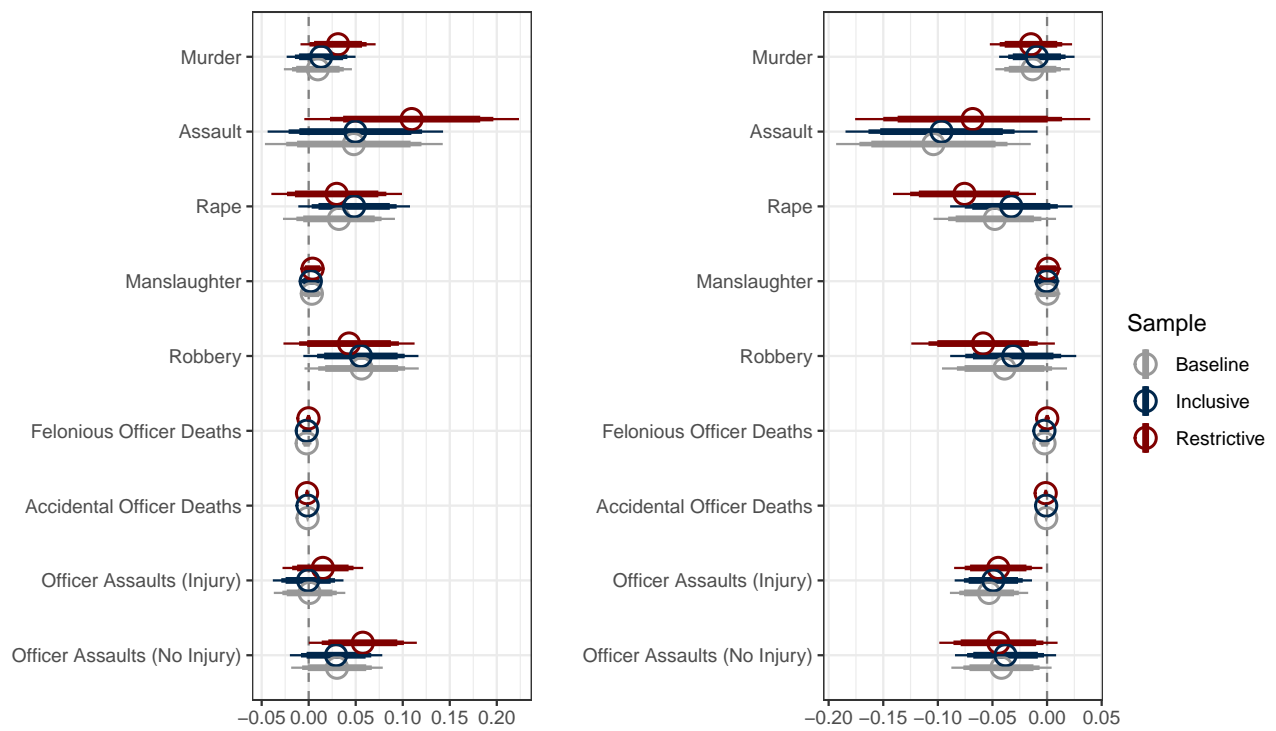 Murder
Assault
Rape
Manslaughter
Robbery
Felonious Officer Deaths
Accidental Officer Deaths
Officer Assaults (Injury)
Officer Assaults (No Injury)
−0.05 0.00 0.05 0.10 0.15 0.20
Murder
Assault
Rape
Manslaughter
Robbery
Felonious Officer Deaths
Accidental Officer Deaths
Officer Assaults (Injury)
Officer Assaults (No Injury)
−0.20 −0.15 −0.10 −0.05 0.00 0.05
Sample
Baseline
Inclusive
Restrictive